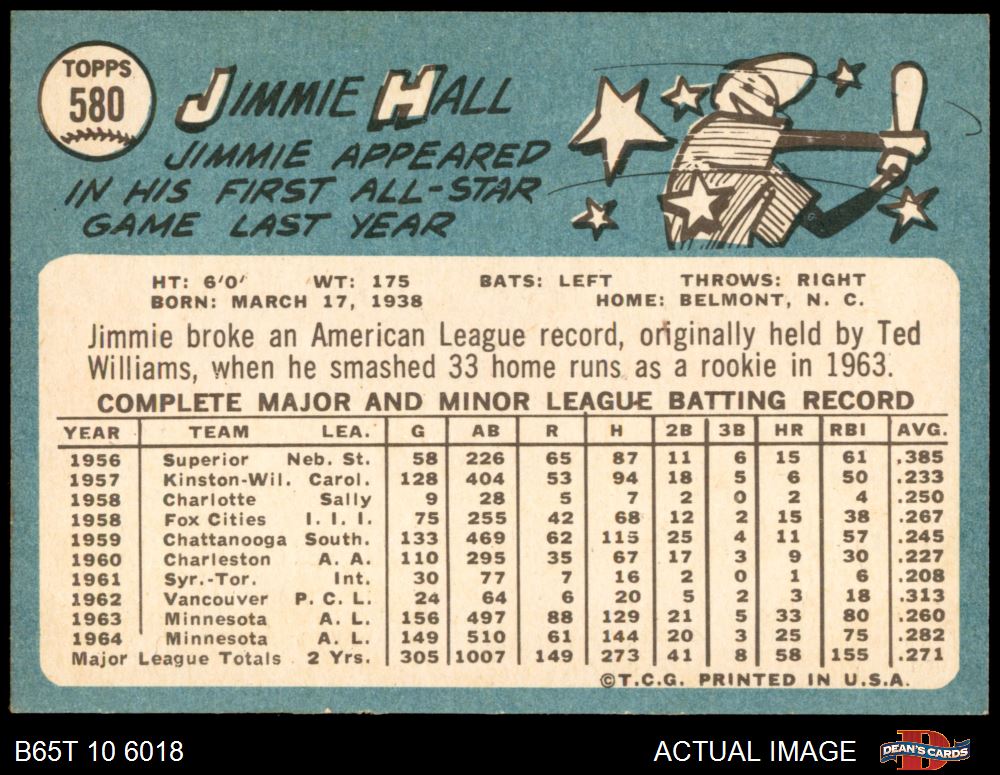 TOPPS
580
JIMMIE HALL
JIMMIE APPEARED
IN HIS FIRST ALL-STAR
GAME LAST YEAR
HT: 6'0' WT: 175 BATS: LEFT THROWS: RIGHT
BORN: MARCH 17, 1938 HOME: BELMONT, N. C.
Jimmie broke an American League record, originally held by Ted
Williams, when he smashed 33 home runs as a rookie in 1963.
COMPLETE MAJOR AND MINOR LEAGUE BATTING RECORD
YEAR TEAM LEA. G AB R H 2B 3B HR RBI AVG.
1956 Superior Neb. St. 58 226 65 87 11 6 15 61 .385
1957 Kinston-Wil. Carol. 128 404 53 94 18 5 6 50 .233
1958 Charlotte Sally 9 28 5 7 2 0 2 4 .250
1958 Fox Cities I. I. I. 75 255 42 68 12 2 15 38 .267
1959 Chattanooga South. 133 469 62 115 25 4 11 57 .245
1960 Charleston A. A. 110 295 35 67 17 3 9 30 .227
1961 Syr.-Tor. Int. 30 77 7 16 2 0 1 6 .208
1962 Vancouver P. C. L. 24 64 6 20 5 2 3 18 .313
1963 Minnesota A. L. 156 497 88 129 21 5 33 80 .260
1964 Minnesota A. L. 149 510 61 144 20 3 25 75 .282
Major League Totals 2 Yrs. 305 1007 149 273 41 8 58 155 .271
©T.C.G. PRINTED IN U.S.A.
B65T 10 6018 ACTUAL IMAGE DEAN'S CARDS